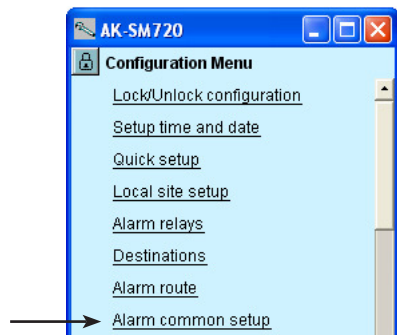 AK-SM720
Configuration Menu
Lock/Unlock configuration
Setup time and date
Quick setup
Local site setup
Alarm relays
Destinations
Alarm route
Alarm common setup